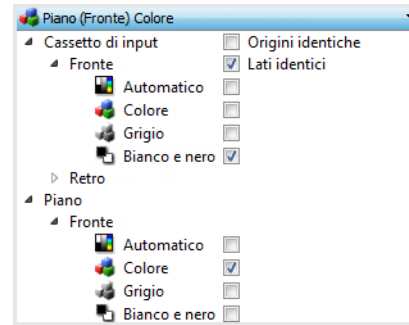 Piano (Fronte) Colore
Cassetto di input Origini identiche
Fronte Lati identici
Automatico
Colore
Grigio
Bianco e nero
Retro
Piano
Fronte
Automatico
Colore
Grigio
Bianco e nero